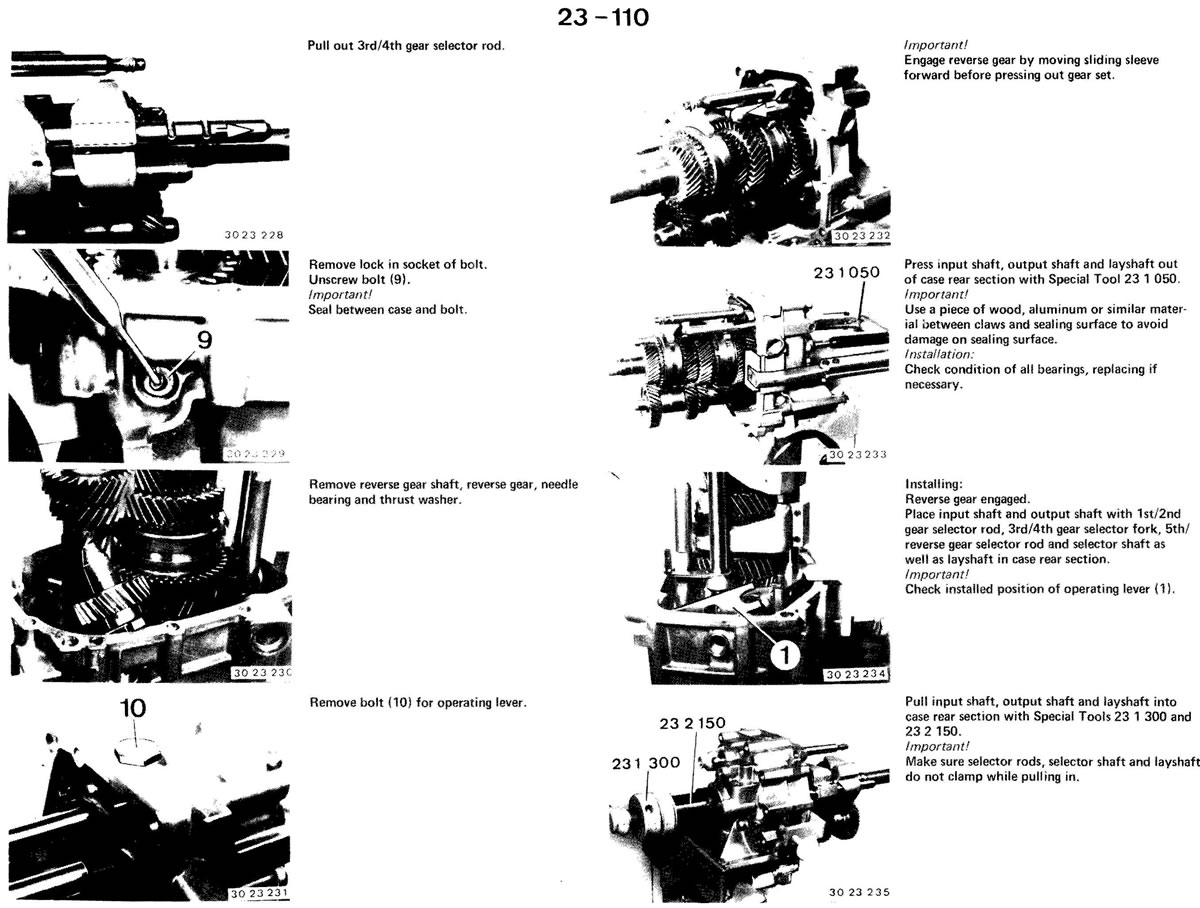 23 – 110
Pull out 3rd/4th gear selector rod.
30 23 228
Remove lock in socket of bolt.
Unscrew bolt (9).
Important!
Seal between case and bolt.
9
30 23 229
Remove reverse gear shaft, reverse gear, needle
bearing and thrust washer.
30 23 230
Remove bolt (10) for operating lever.
10
30 23 231
Important!
Engage reverse gear by moving sliding sleeve
forward before pressing out gear set.
30 23 232
23 1 050
Press input shaft, output shaft and layshaft out
of case rear section with Special Tool 23 1 050.
Important!
Use a piece of wood, aluminum or similar mater-
ial between claws and sealing surface to avoid
damage on sealing surface.
Installation:
Check condition of all bearings, replacing if
necessary.
30 23 233
Installing:
Reverse gear engaged.
Place input shaft and output shaft with 1st/2nd
gear selector rod, 3rd/4th gear selector fork, 5th/
reverse gear selector rod and selector shaft as
well as layshaft in case rear section.
Important!
Check installed position of operating lever (1).
1
30 23 234
Pull input shaft, output shaft and layshaft into
case rear section with Special Tools 23 1 300 and
23 2 150.
Important!
Make sure selector rods, selector shaft and layshaft
do not clamp while pulling in.
23 2 150
23 1 300
30 23 235